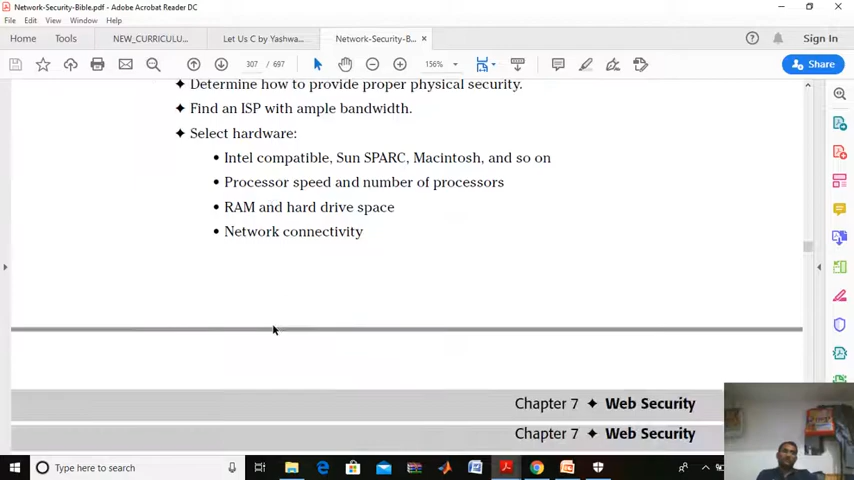 Network-Security-Bible.pdf - Adobe Acrobat Reader DC
File Edit View Window Help
Home Tools NEW_CURRICULU... Let Us C by Yashwa... Network-Security-B... Sign In
307 / 697 156% Share
✦ Determine how to provide proper physical security.
✦ Find an ISP with ample bandwidth.
✦ Select hardware:
• Intel compatible, Sun SPARC, Macintosh, and so on
• Processor speed and number of processors
• RAM and hard drive space
• Network connectivity
Chapter 7 ✦ Web Security
Chapter 7 ✦ Web Security
Type here to search